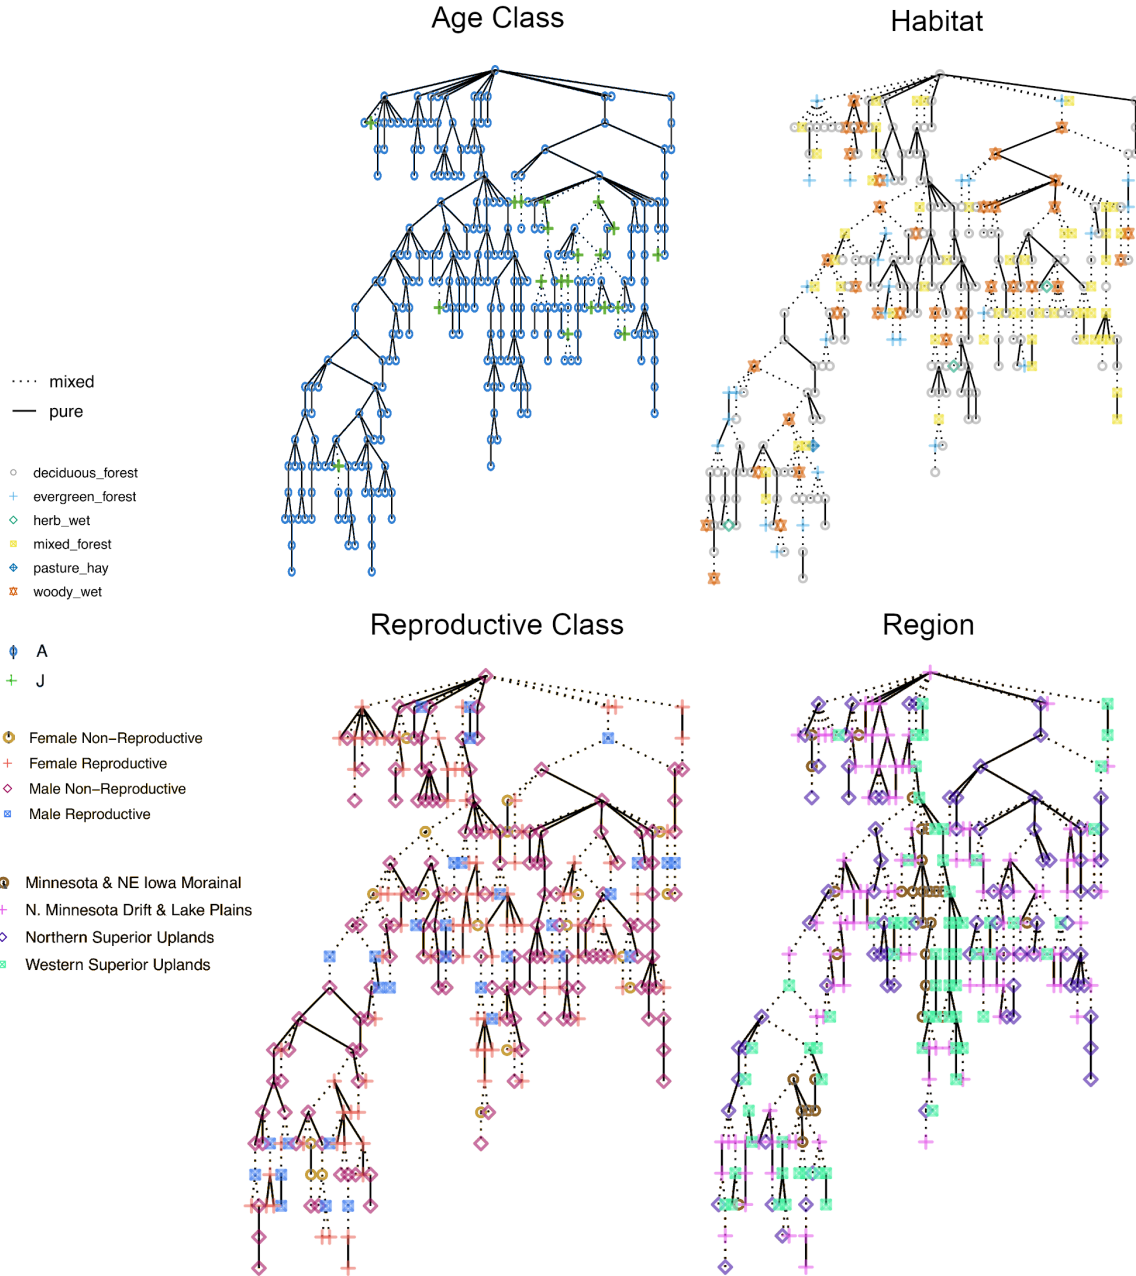 Age Class
Habitat
mixed
pure
deciduous_forest
evergreen_forest
herb_wet
mixed_forest
pasture_hay
woody_wet
Reproductive Class
Region
A
J
Female Non−Reproductive
Female Reproductive
Male Non−Reproductive
Male Reproductive
Minnesota & NE Iowa Morainal
N. Minnesota Drift & Lake Plains
Northern Superior Uplands
Western Superior Uplands